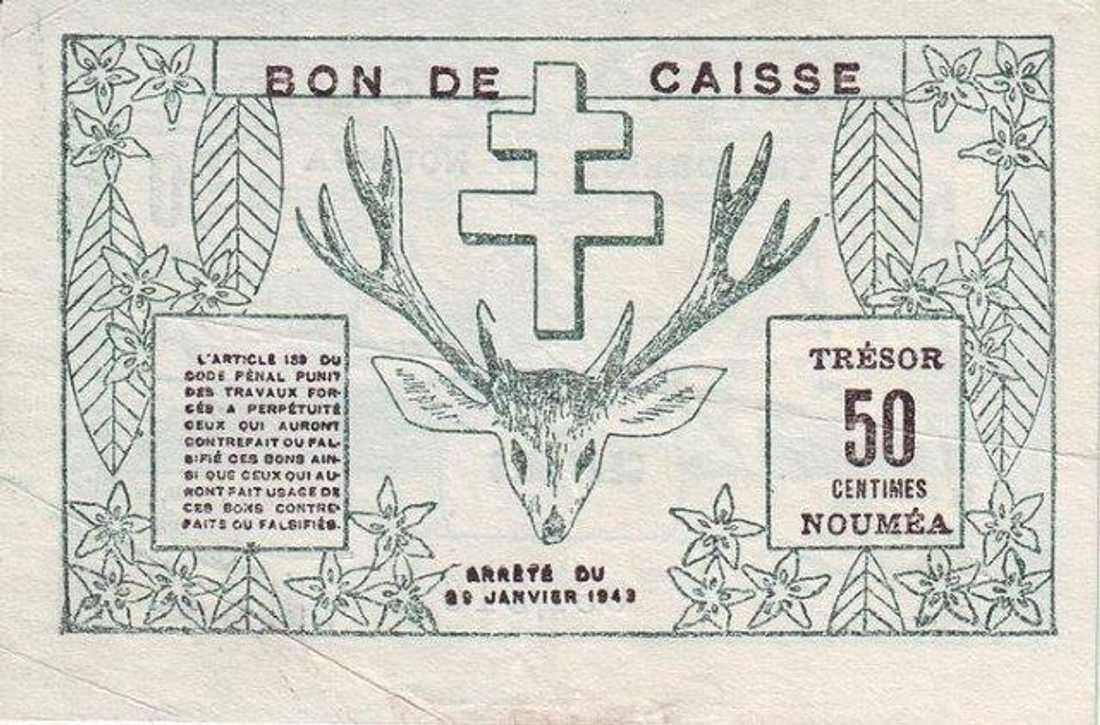 BON DE CAISSE
L'ARTICLE 139 DU
CODE PÉNAL PUNIT
DES TRAVAUX FOR-
CÉS A PERPÉTUITÉ
CEUX QUI AURONT
CONTREFAIT OU FAL-
SIFIÉ CES BONS AIN-
SI QUE CEUX QUI AU-
RONT FAIT USAGE DE
CES BONS CONTRE-
FAITS OU FALSIFIÉS.
TRÉSOR
50
CENTIMES
NOUMÉA
ARRÊTÉ DU
29 JANVIER 1943